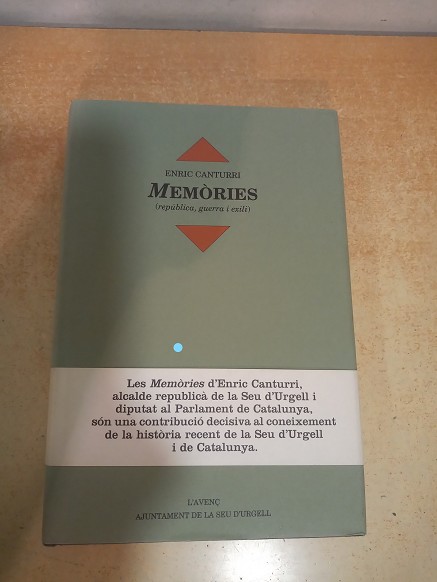 ENRIC CANTURRI
MEMÒRIES
(república, guerra i exili)
Les Memòries d'Enric Canturri,
alcalde republicà de la Seu d'Urgell i
diputat al Parlament de Catalunya,
són una contribució decisiva al coneixement
de la història recent de la Seu d'Urgell
i de Catalunya.
L'AVENÇ
AJUNTAMENT DE LA SEU D'URGELL